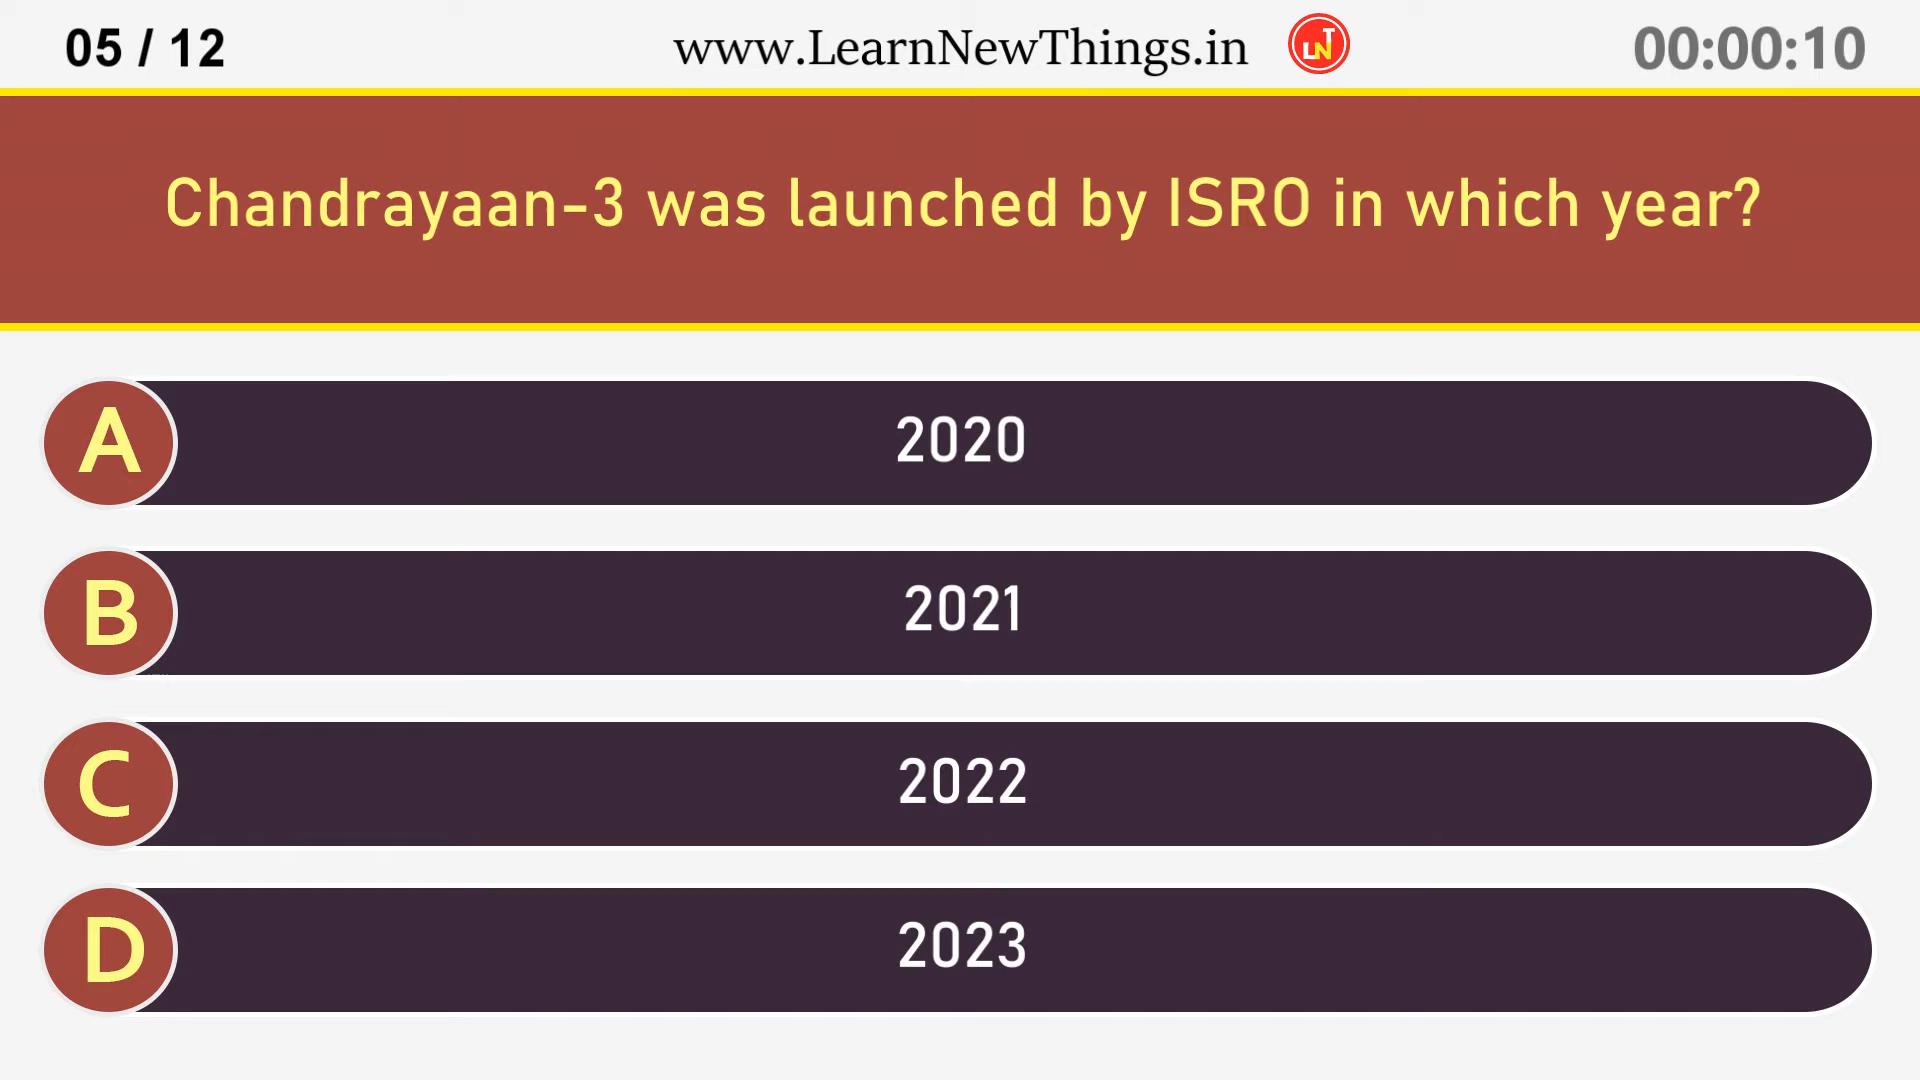 05 / 12
www.LearnNewThings.in
LNT
00:00:10
Chandrayaan-3 was launched by ISRO in which year?
A
2020
B
2021
C
2022
D
2023